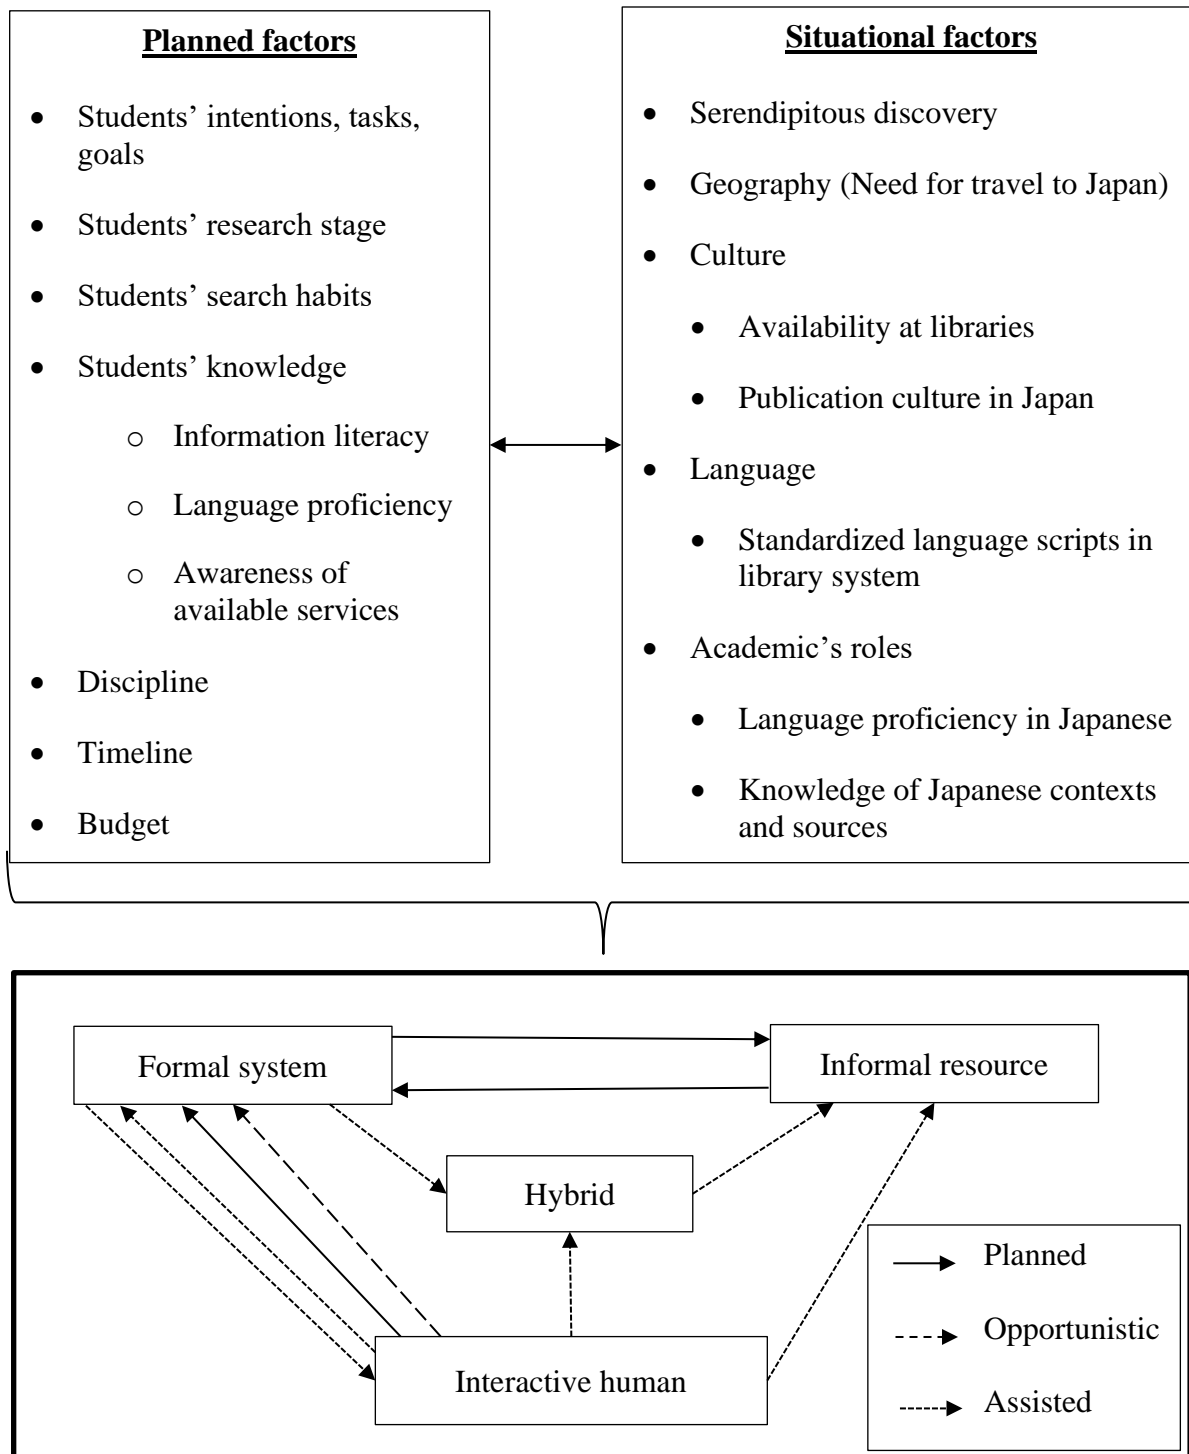 Planned factors
• Students’ intentions, tasks,
goals
• Students’ research stage
• Students’ search habits
• Students’ knowledge
o Information literacy
o Language proficiency
o Awareness of
available services
• Discipline
• Timeline
• Budget
Situational factors
• Serendipitous discovery
• Geography (Need for travel to Japan)
• Culture
• Availability at libraries
• Publication culture in Japan
• Language
• Standardized language scripts in
library system
• Academic’s roles
• Language proficiency in Japanese
• Knowledge of Japanese contexts
and sources
Formal system
Informal resource
Hybrid
Interactive human
Planned
Opportunistic
Assisted